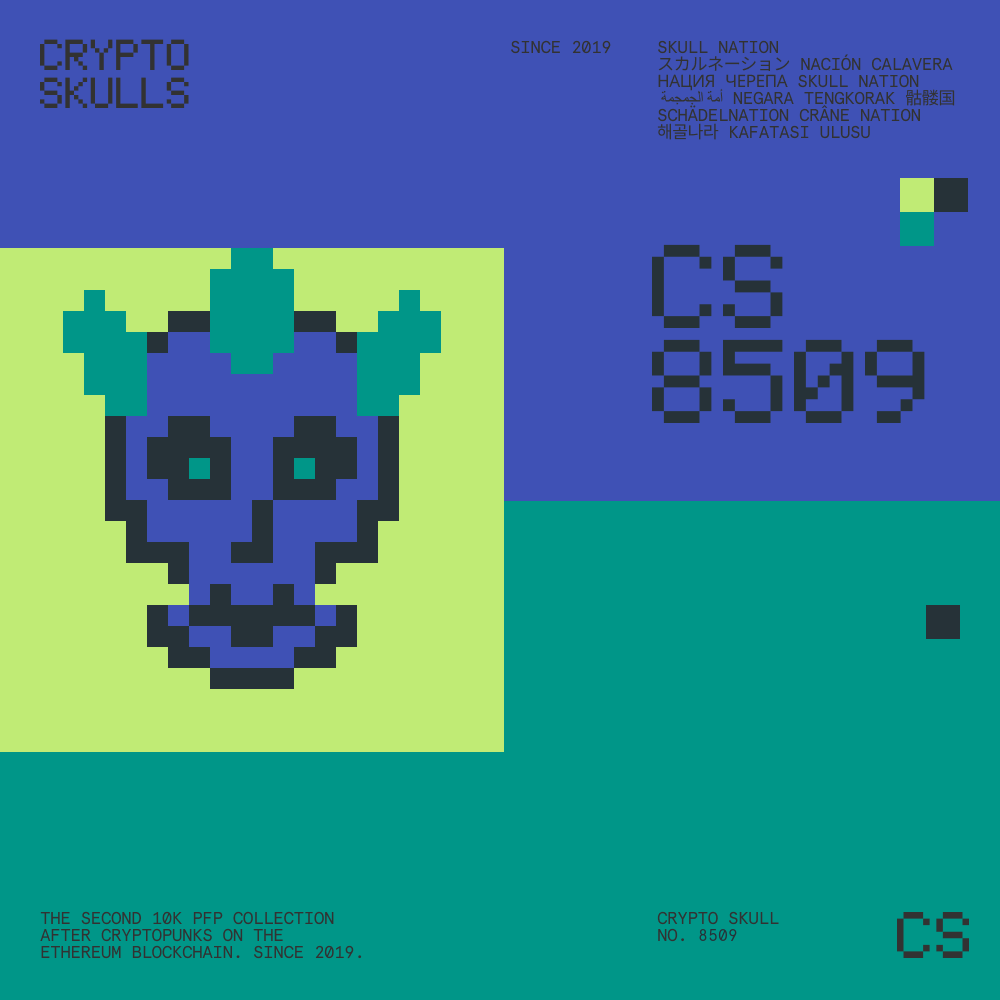 CRYPTO
SKULLS
SINCE 2019
SKULL NATION
スカルネーション NACIÓN CALAVERA
НАЦИЯ ЧЕРЕПА SKULL NATION
أمة الجمجمة NEGARA TENGKORAK 骷髅国
SCHÄDELNATION CRÂNE NATION
해골나라 KAFATASI ULUSU
CS
8509
THE SECOND 10K PFP COLLECTION
AFTER CRYPTOPUNKS ON THE
ETHEREUM BLOCKCHAIN. SINCE 2019.
CRYPTO SKULL
NO. 8509
CS